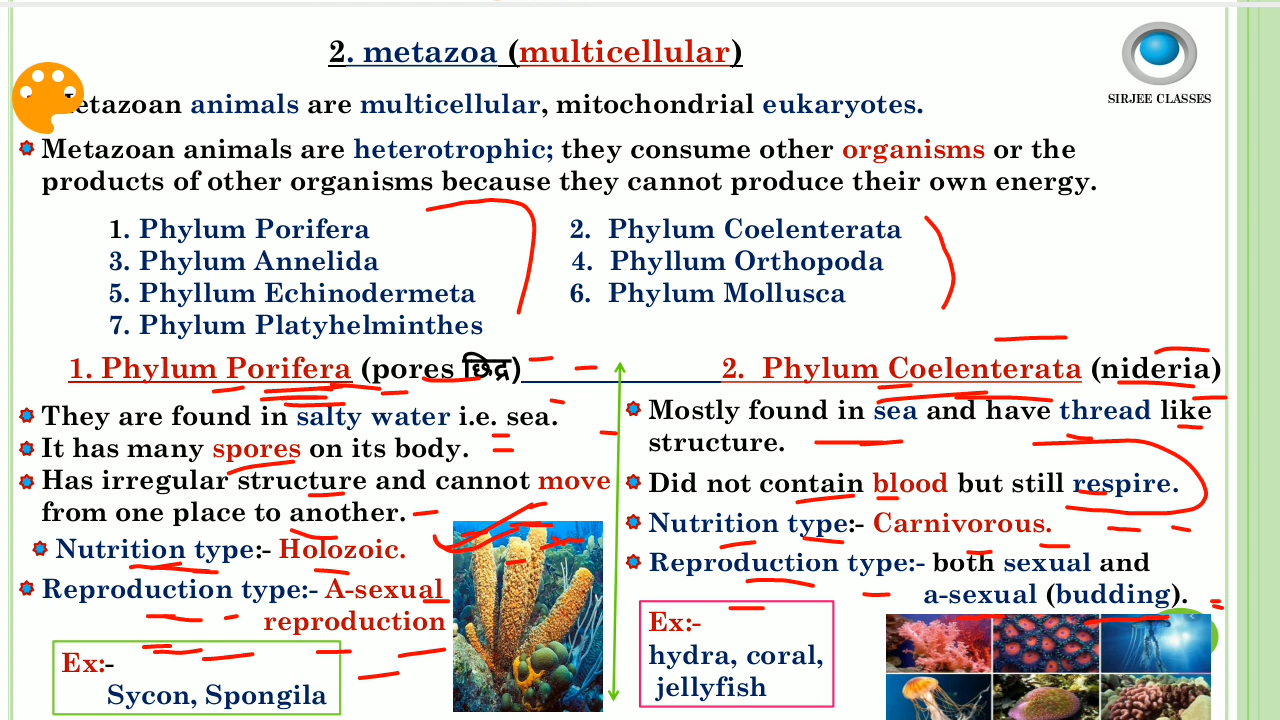 2. metazoa (multicellular)
SIRJEE CLASSES
etazoan animals are multicellular, mitochondrial eukaryotes.
Metazoan animals are heterotrophic; they consume other organisms or the
products of other organisms because they cannot produce their own energy.
1. Phylum Porifera
2. Phylum Coelenterata
3. Phylum Annelida
4. Phyllum Orthopoda
5. Phyllum Echinodermeta
6. Phylum Mollusca
7. Phylum Platyhelminthes
1. Phylum Porifera (pores छिद्र)
They are found in salty water i.e. sea.
It has many spores on its body.
Has irregular structure and cannot move
from one place to another.
Nutrition type:- Holozoic.
Reproduction type:- A-sexual
reproduction
Ex:-
Sycon, Spongila
2. Phylum Coelenterata (nideria)
Mostly found in sea and have thread like
structure.
Did not contain blood but still respire.
Nutrition type:- Carnivorous.
Reproduction type:- both sexual and
a-sexual (budding).
Ex:-
hydra, coral,
jellyfish